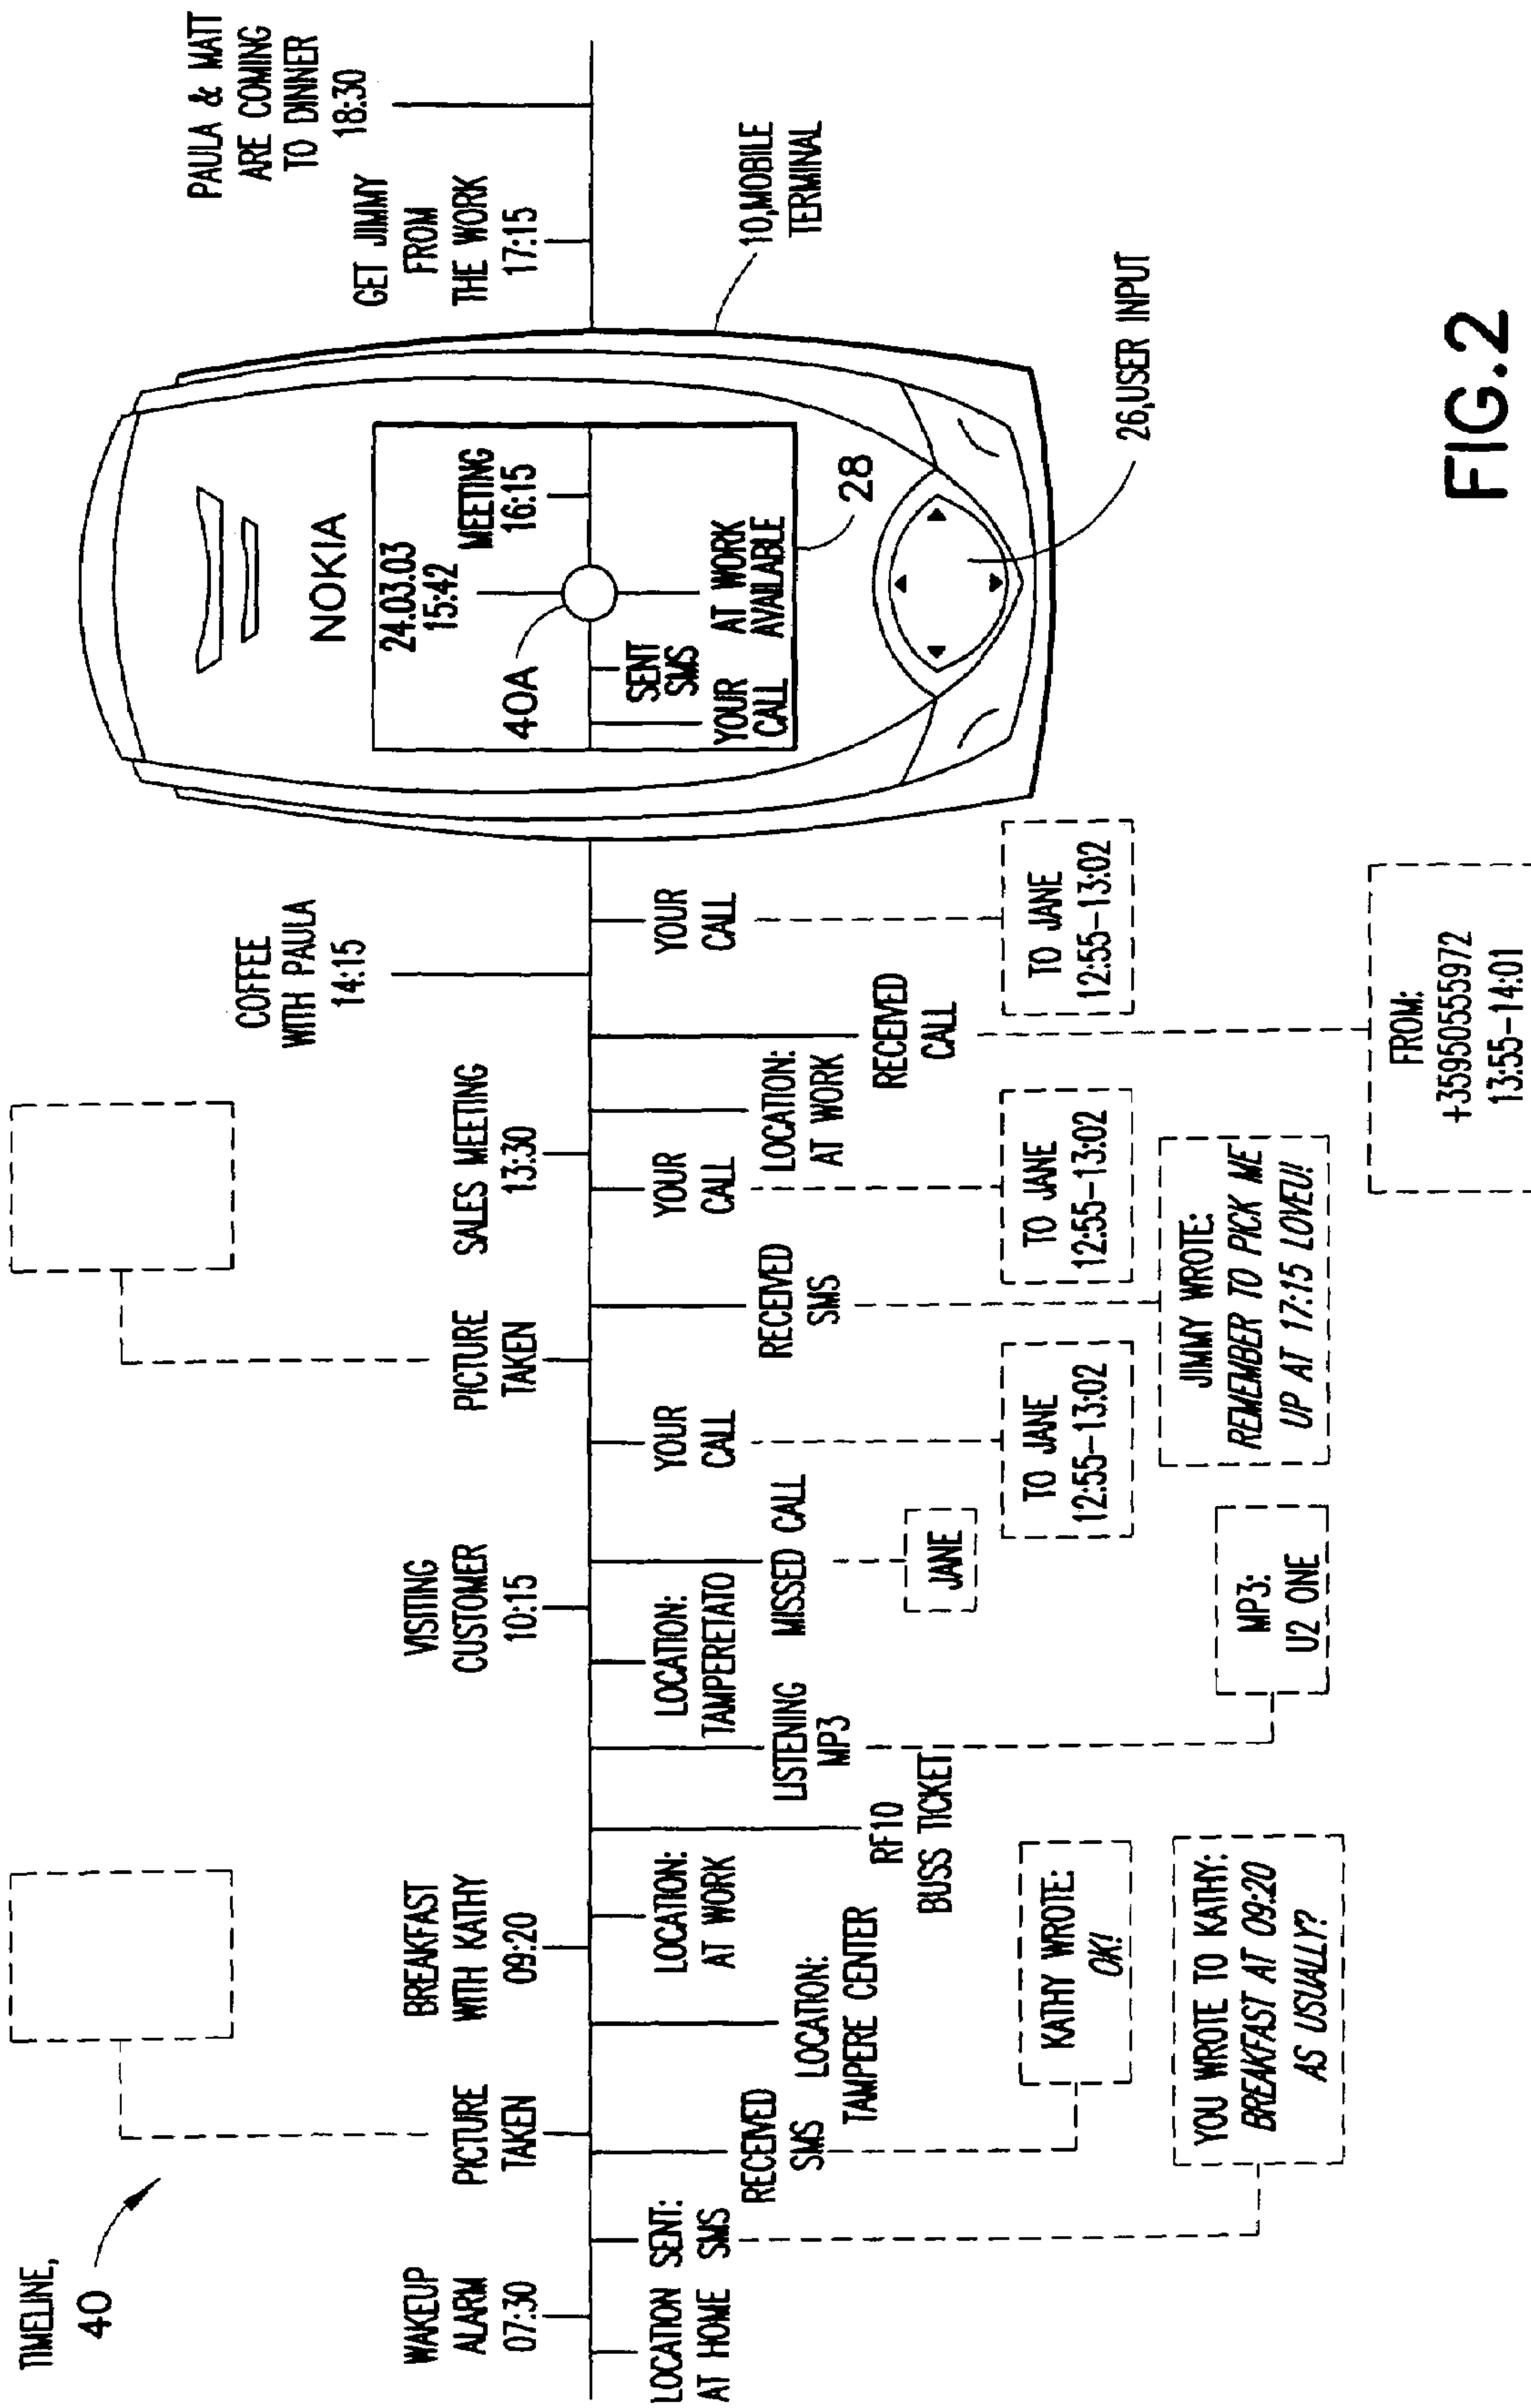 TIMELINE,
40
WAKEUP
ALARM
07:30
PICTURE
TAKEN
BREAKFAST
WITH KATHY
09:20
VISITING
CUSTOMER
10:15
PICTURE
TAKEN
SALES MEETING
13:30
COFFEE
WITH PAULA
14:15
GET JIMMY
FROM
THE WORK
17:15
PAULA & MATT
ARE COMING
TO DINNER
18:30
LOCATION
AT HOME
SENT:
SMS
YOU WROTE TO KATHY:
BREAKFAST AT 09:20
AS USUALLY?
RECEIVED
SMS
KATHY WROTE:
OK!
LOCATION:
TAMPERE CENTER
LOCATION:
AT WORK
RF10
BUSS TICKET
LISTENING
MP3
MP3:
U2 ONE
LOCATION:
TAMPERETATO
MISSED CALL
JANE
YOUR
CALL
TO JANE
12:55-13:02
RECEIVED
SMS
JIMMY WROTE:
REMEMBER TO PICK ME
UP AT 17:15 LOVEU!
YOUR
CALL
TO JANE
12:55-13:02
LOCATION:
AT WORK
RECEIVED
CALL
FROM:
+35950555972
13:55-14:01
YOUR
CALL
TO JANE
12:55-13:02
NOKIA
24.03.03
15:42
MEETING
16:15
40A
SENT
SMS
YOUR
CALL
AT WORK
AVAILABLE
28
10,MOBILE
TERMINAL
26,USER INPUT
FIG.2